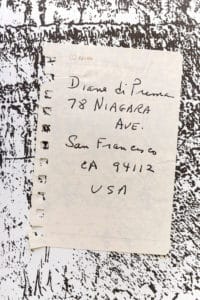 Diane di Prima
78 NIAGARA
AVE.
San Francisco
CA 94112
USA